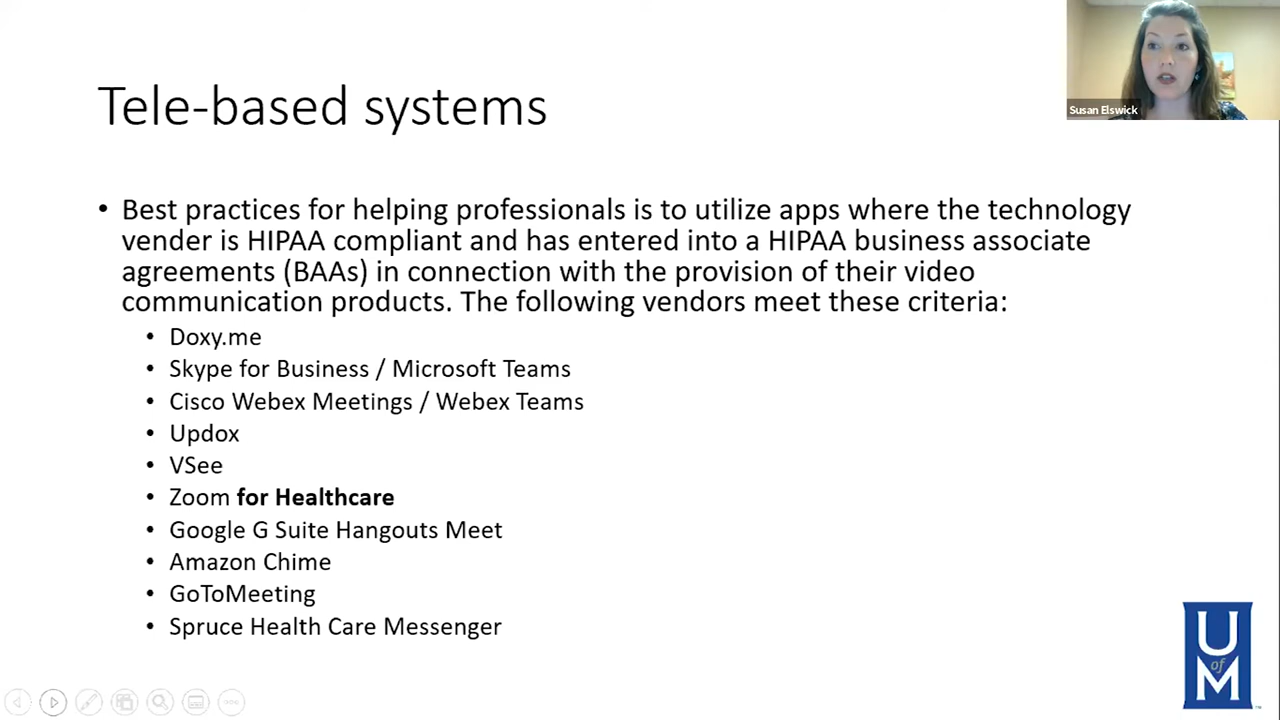 Susan Elswick
Tele-based systems
• Best practices for helping professionals is to utilize apps where the technology
vender is HIPAA compliant and has entered into a HIPAA business associate
agreements (BAAs) in connection with the provision of their video
communication products. The following vendors meet these criteria:
• Doxy.me
• Skype for Business / Microsoft Teams
• Cisco Webex Meetings / Webex Teams
• Updox
• VSee
• Zoom for Healthcare
• Google G Suite Hangouts Meet
• Amazon Chime
• GoToMeeting
• Spruce Health Care Messenger
U
of
M